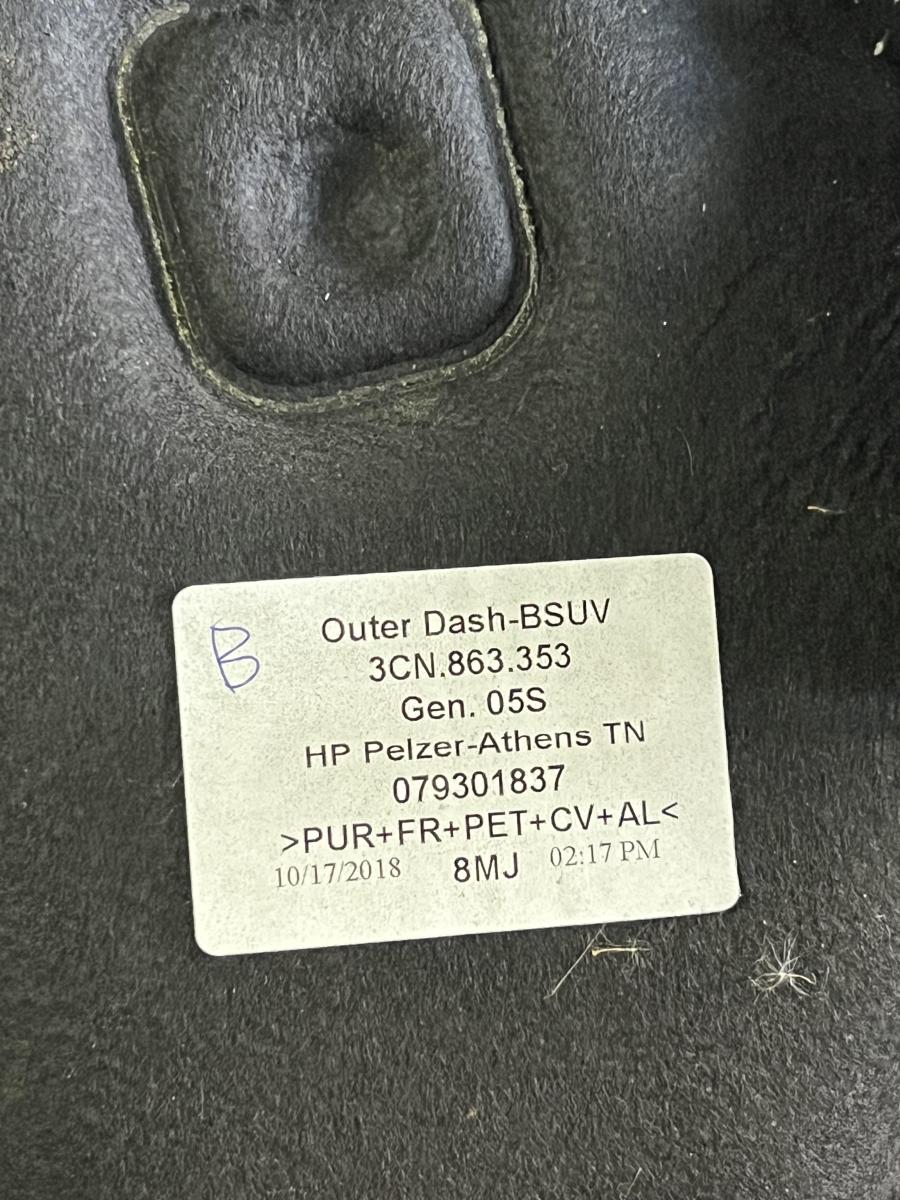 B
Outer Dash-BSUV
3CN.863.353
Gen. 05S
HP Pelzer-Athens TN
079301837
>PUR+FR+PET+CV+AL<
10/17/2018 8MJ 02:17 PM